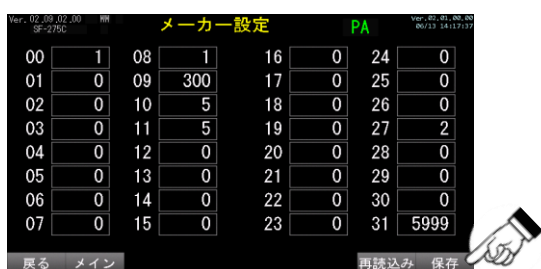 Ver. 02.09.02.00 MM メーカー設定 PA Ver.02.01.00.00
SF-275C 06/13 14:17:37
00 1 08 1 16 0 24 0
01 0 09 300 17 0 25 0
02 0 10 5 18 0 26 0
03 0 11 5 19 0 27 2
04 0 12 0 20 0 28 0
05 0 13 0 21 0 29 0
06 0 14 0 22 0 30 0
07 0 15 0 23 0 31 5999
戻る メイン 再読込み 保存